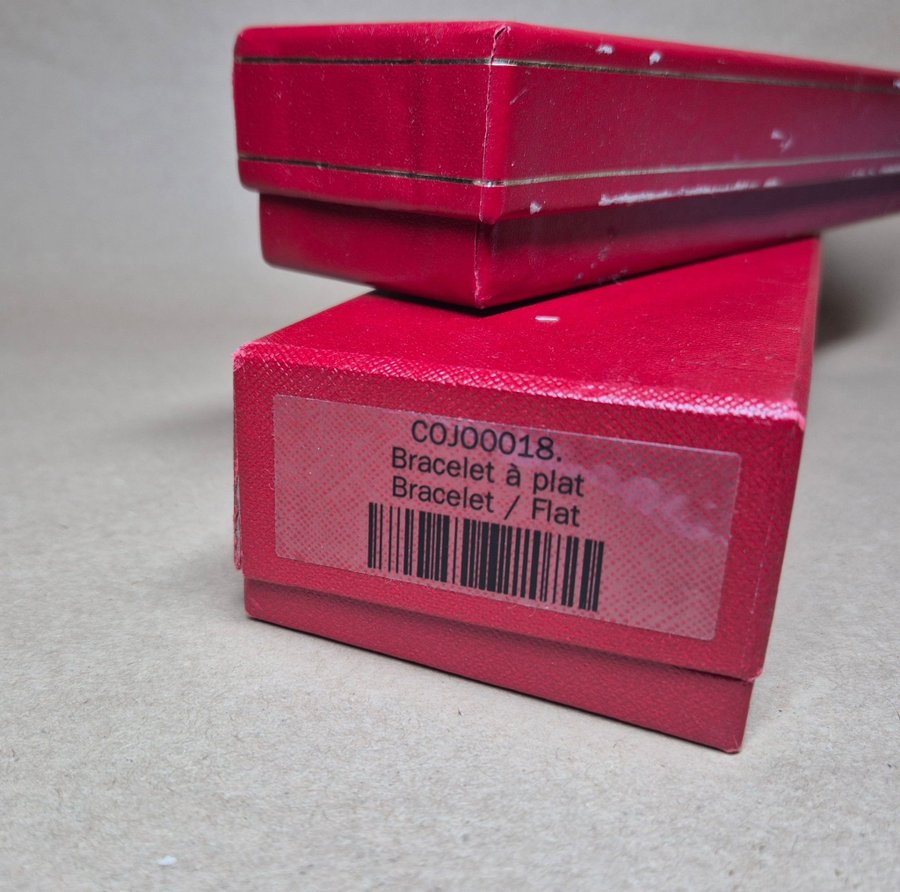 COJO0018.
Bracelet à plat
Bracelet / Flat